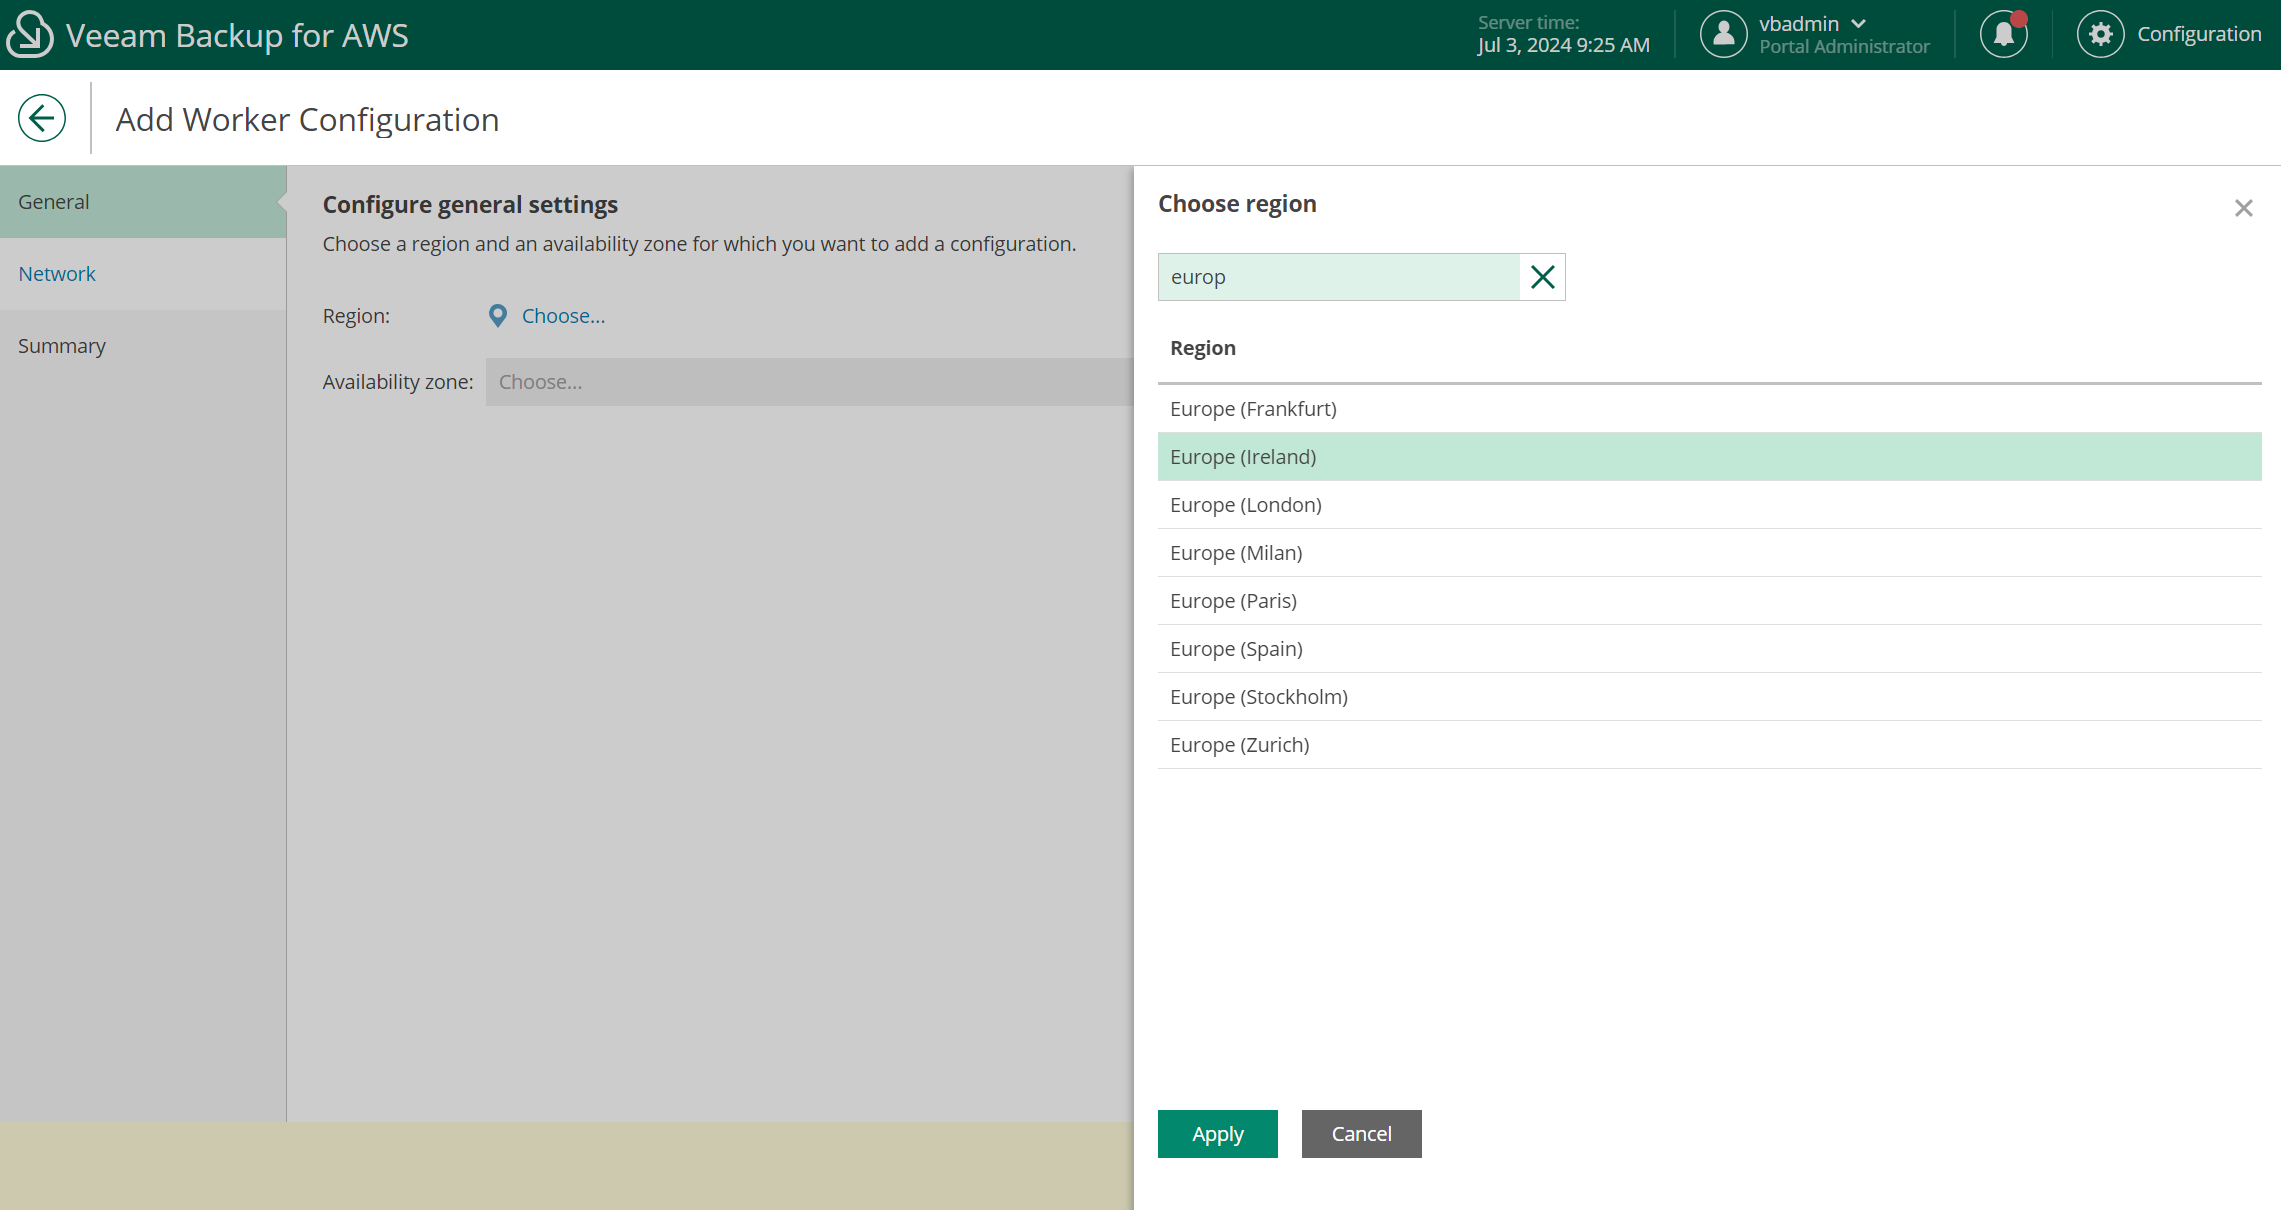 Veeam Backup for AWS
Server time:
Jul 3, 2024 9:25 AM
vbadmin
Portal Administrator
Configuration
Add Worker Configuration
General
Network
Summary
Configure general settings
Choose a region and an availability zone for which you want to add a configuration.
Region:
Choose...
Availability zone:
Choose...
Choose region
europ
Region
Europe (Frankfurt)
Europe (Ireland)
Europe (London)
Europe (Milan)
Europe (Paris)
Europe (Spain)
Europe (Stockholm)
Europe (Zurich)
Apply
Cancel